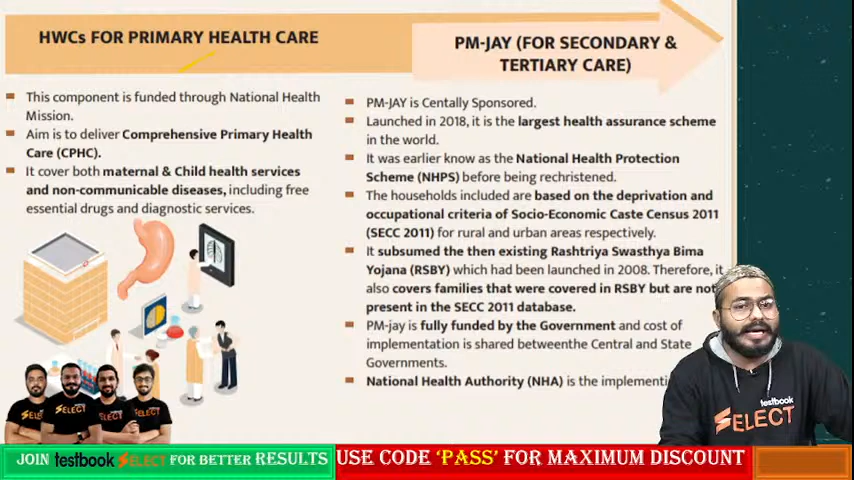 HWCs FOR PRIMARY HEALTH CARE
This component is funded through National Health
Mission.
Aim is to deliver Comprehensive Primary Health
Care (CPHC).
It cover both maternal & Child health services
and non-communicable diseases, including free
essential drugs and diagnostic services.
PM-JAY (FOR SECONDARY &
TERTIARY CARE)
PM-JAY is Centally Sponsored.
Launched in 2018, it is the largest health assurance scheme
in the world.
It was earlier know as the National Health Protection
Scheme (NHPS) before being rechristened.
The households included are based on the deprivation and
occupational criteria of Socio-Economic Caste Census 2011
(SECC 2011) for rural and urban areas respectively.
It subsumed the then existing Rashtriya Swasthya Bima
Yojana (RSBY) which had been launched in 2008. Therefore, it
also covers families that were covered in RSBY but are not
present in the SECC 2011 database.
PM-jay is fully funded by the Government and cost of
implementation is shared betweenthe Central and State
Governments.
National Health Authority (NHA) is the implementi
testbook
SELECT
SELECT
JOIN testbook SELECT FOR BETTER RESULTS
USE CODE ‘PASS’ FOR MAXIMUM DISCOUNT